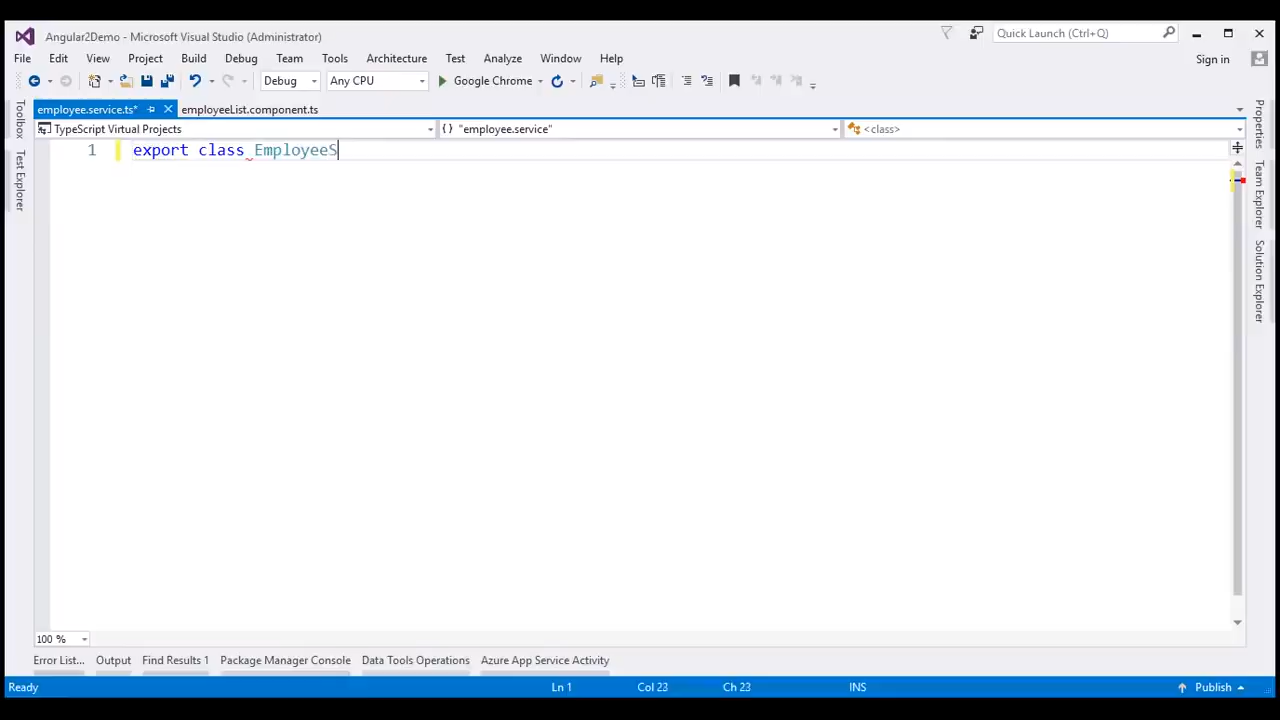 Angular2Demo - Microsoft Visual Studio (Administrator)
Quick Launch (Ctrl+Q)
File Edit View Project Build Debug Team Tools Architecture Test Analyze Window Help
Sign in
Debug Any CPU Google Chrome
employee.service.ts* employeeList.component.ts
TypeScript Virtual Projects { } "employee.service" <class>
1 export class EmployeeS
Toolbox
Test Explorer
Properties
Team Explorer
Solution Explorer
100 %
Error List... Output Find Results 1 Package Manager Console Data Tools Operations Azure App Service Activity
Ready Ln 1 Col 23 Ch 23 INS Publish